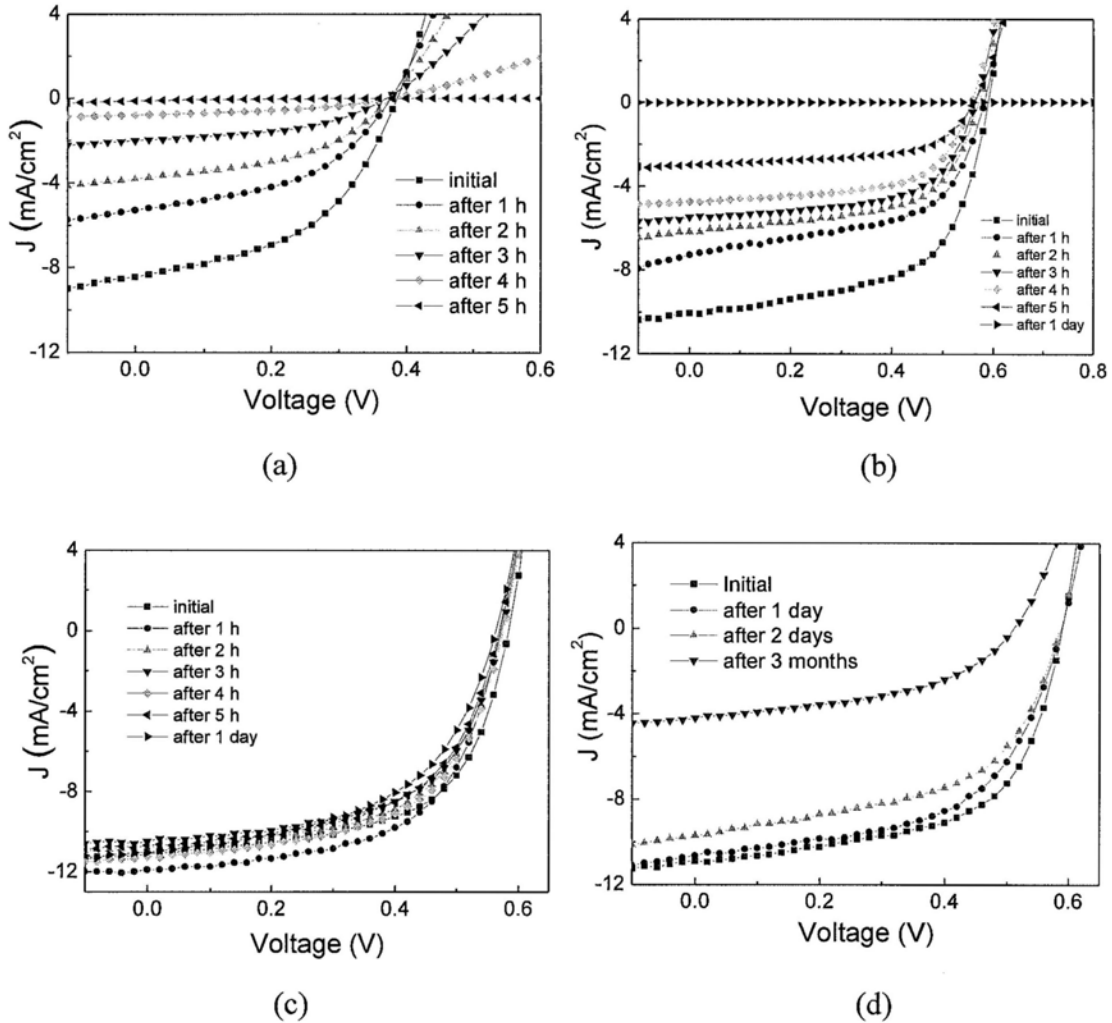 4
0
-4
-8
-12
J (mA/cm²)
0.0
0.2
0.4
0.6
Voltage (V)
initial
after 1 h
after 2 h
after 3 h
after 4 h
after 5 h
(a)
4
0
-4
-8
-12
J (mA/cm²)
0.0
0.2
0.4
0.6
0.8
Voltage (V)
initial
after 1 h
after 2 h
after 3 h
after 4 h
after 5 h
after 1 day
(b)
4
0
-4
-8
-12
J (mA/cm²)
0.0
0.2
0.4
0.6
Voltage (V)
initial
after 1 h
after 2 h
after 3 h
after 4 h
after 5 h
after 1 day
(c)
4
0
-4
-8
-12
J (mA/cm²)
0.0
0.2
0.4
0.6
Voltage (V)
Initial
after 1 day
after 2 days
after 3 months
(d)